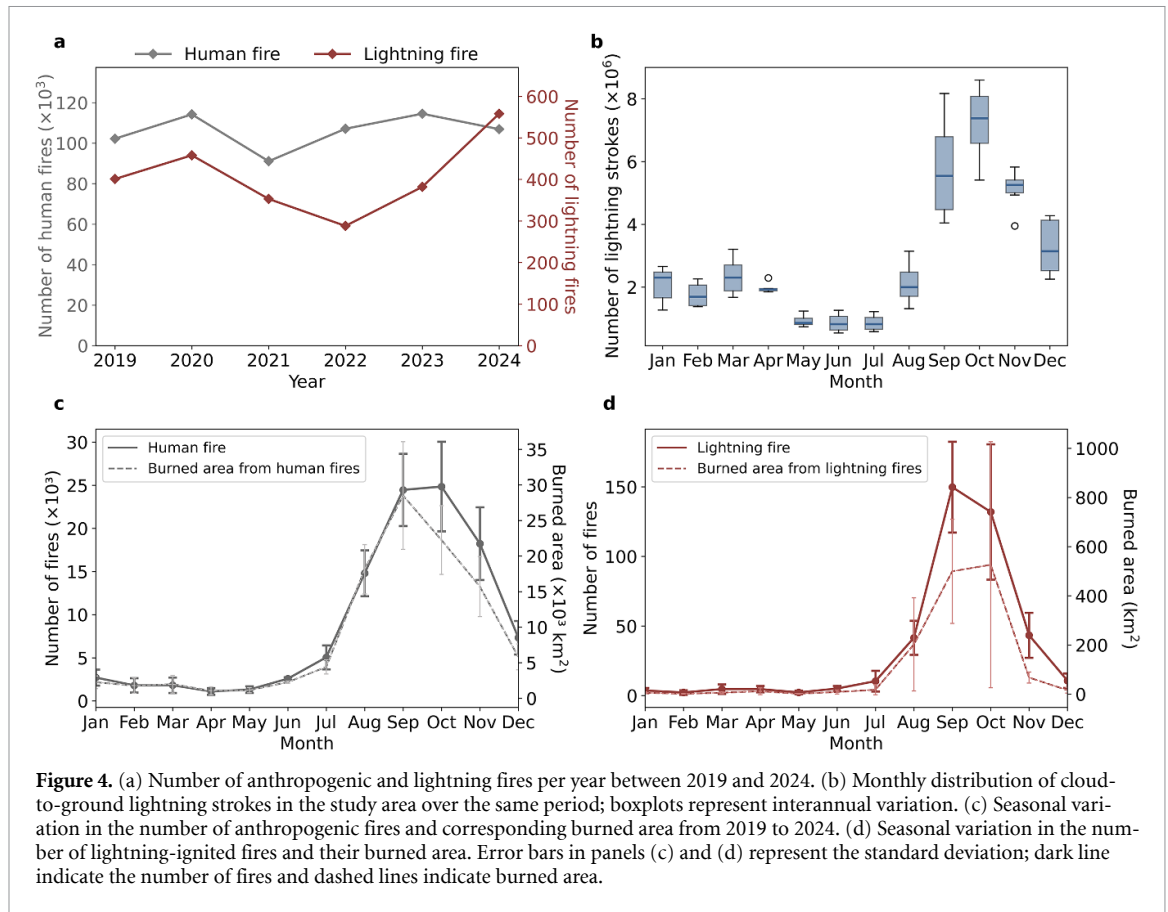 a
Human fire
Lightning fire
Number of human fires (×10³)
120
100
80
60
40
20
0
600
500
400
300
200
100
0
Number of lightning fires
2019 2020 2021 2022 2023 2024
Year
b
Number of lightning strokes (×10⁶)
8
6
4
2
Jan Feb Mar Apr May Jun Jul Aug Sep Oct Nov Dec
Month
c
Human fire
Burned area from human fires
Number of fires (×10³)
30
25
20
15
10
5
0
35
30
25
20
15
10
5
0
Burned area (×10³ km²)
Jan Feb Mar Apr May Jun Jul Aug Sep Oct Nov Dec
Month
d
Lightning fire
Burned area from lightning fires
Number of fires
150
100
50
0
1000
800
600
400
200
0
Burned area (km²)
Jan Feb Mar Apr May Jun Jul Aug Sep Oct Nov Dec
Month
Figure 4. (a) Number of anthropogenic and lightning fires per year between 2019 and 2024. (b) Monthly distribution of cloud-
to-ground lightning strokes in the study area over the same period; boxplots represent interannual variation. (c) Seasonal vari-
ation in the number of anthropogenic fires and corresponding burned area from 2019 to 2024. (d) Seasonal variation in the num-
ber of lightning-ignited fires and their burned area. Error bars in panels (c) and (d) represent the standard deviation; dark line
indicate the number of fires and dashed lines indicate burned area.